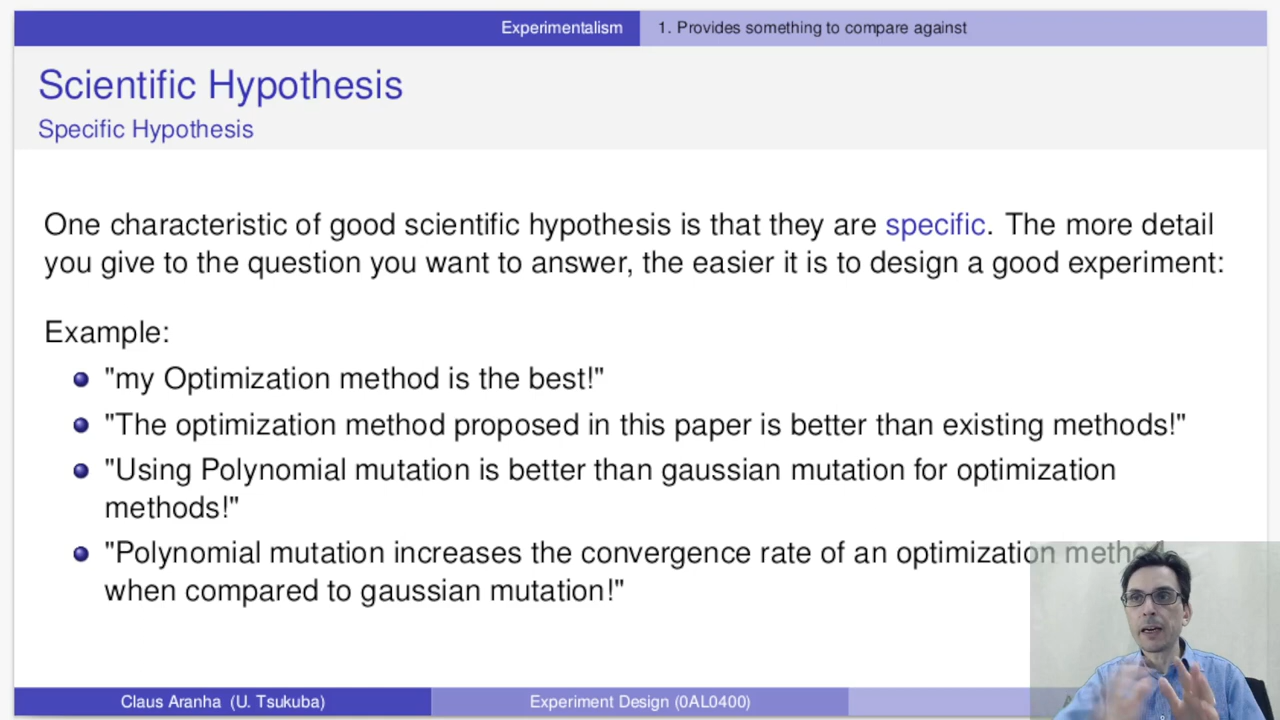 Experimentalism
1. Provides something to compare against
Scientific Hypothesis
Specific Hypothesis
One characteristic of good scientific hypothesis is that they are specific. The more detail
you give to the question you want to answer, the easier it is to design a good experiment:
Example:
"my Optimization method is the best!"
"The optimization method proposed in this paper is better than existing methods!"
"Using Polynomial mutation is better than gaussian mutation for optimization
methods!"
"Polynomial mutation increases the convergence rate of an optimization method
when compared to gaussian mutation!"
Claus Aranha (U. Tsukuba)
Experiment Design (0AL0400)